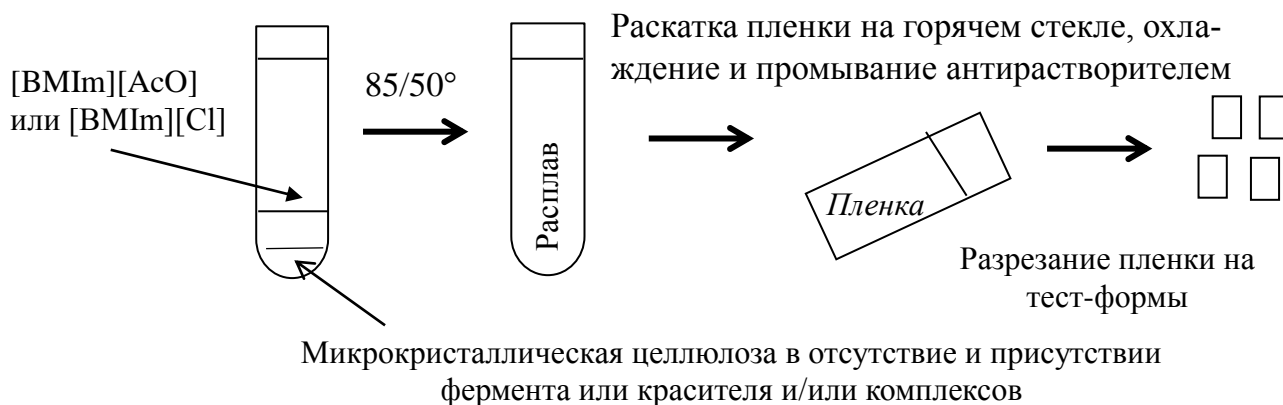 Раскатка пленки на горячем стекле, охла-
ждение и промывание антирастворителем
[BMIm][AcO]
или [BMIm][Cl]
85/50°
Расплав
Пленка
Разрезание пленки на
тест-формы
Микрокристаллическая целлюлоза в отсутствие и присутствии
фермента или красителя и/или комплексов